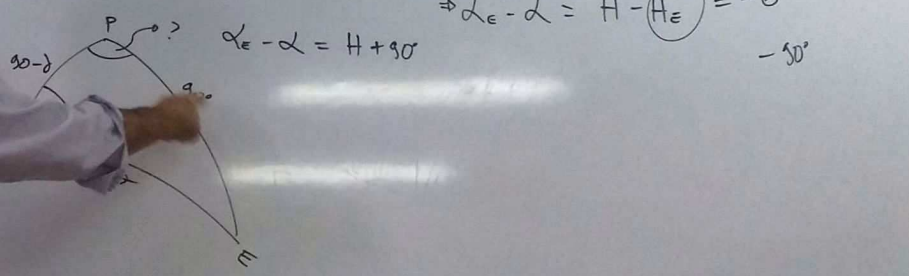 ⇒ α_E - α = H - H_E =
P
?
α_E - α = H + 90°
90-δ
- 90°
E